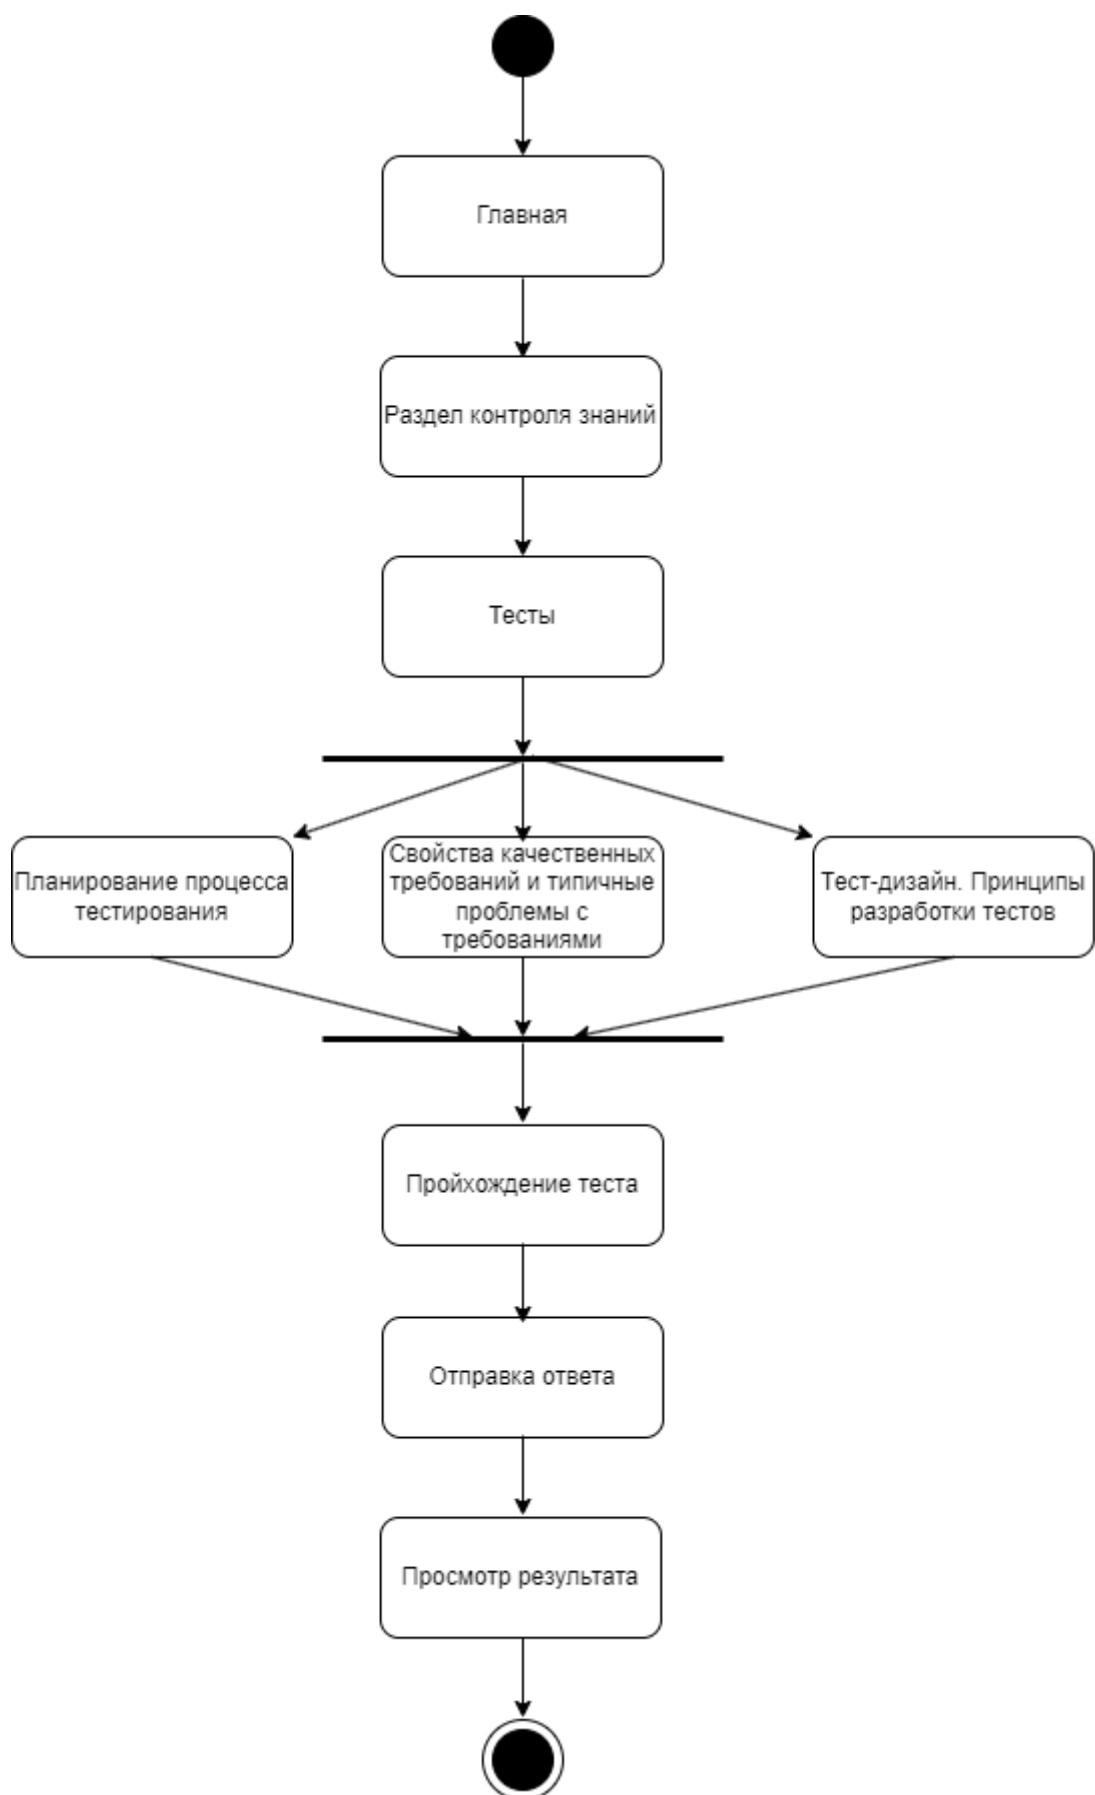 Главная
Раздел контроля знаний
Тесты
Планирование процесса
тестирования
Свойства качественных
требований и типичные
проблемы с
требованиями
Тест-дизайн. Принципы
разработки тестов
Пройхождение теста
Отправка ответа
Просмотр результата